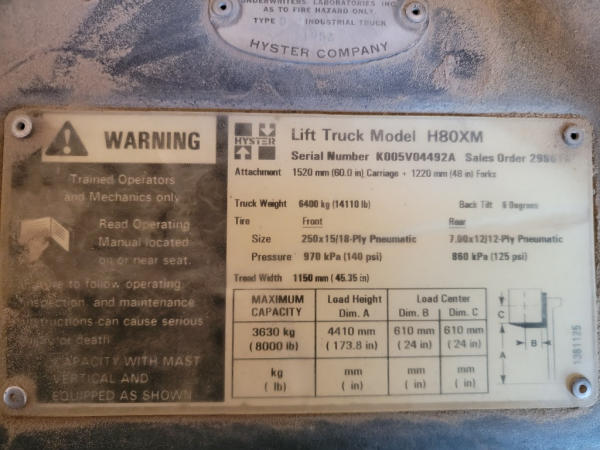 UNDERWRITERS LABORATORIES INC.
AS TO FIRE HAZARD ONLY.
TYPE INDUSTRIAL TRUCK
HYSTER COMPANY
WARNING
Trained Operators
and Mechanics only
Read Operating
Manual located
on or near seat.
to follow operating,
inspection, and maintenance
instructions can cause serious
injury or death.
CAPACITY WITH MAST
VERTICAL AND
EQUIPPED AS SHOWN
HYSTER
Lift Truck Model H80XM
Serial Number K005V04492A Sales Order
Attachment 1520 mm (60.0 in) Carriage + 1220 mm (48 in) Forks
Truck Weight 6400 kg (14110 lb) Back Tilt 6 Degrees
Tire Front Rear
Size 250x15/18-Ply Pneumatic 7.00x12/12-Ply Pneumatic
Pressure 970 kPa (140 psi) 860 kPa (125 psi)
Tread Width 1150 mm (45.35 in)
MAXIMUM CAPACITY Load Height Dim. A Load Center Dim. B Dim. C
3630 kg 4410 mm 610 mm 610 mm
(8000 lb) (173.8 in) (24 in) (24 in)
kg mm mm mm
( lb) ( in) ( in) ( in)
C
B
A
1381125